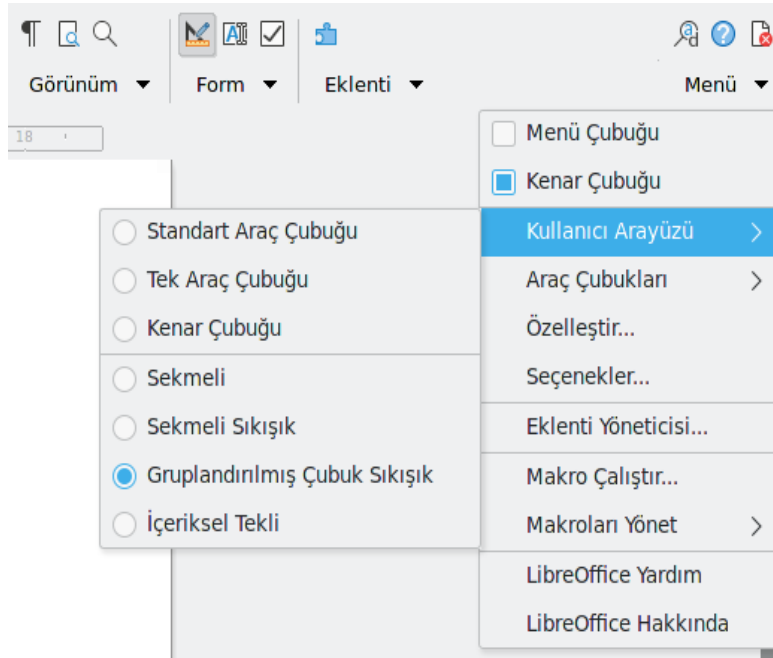 Görünüm
Form
Eklenti
Menü
18
Menü Çubuğu
Kenar Çubuğu
Kullanıcı Arayüzü
Araç Çubukları
Özelleştir...
Seçenekler...
Eklenti Yöneticisi...
Makro Çalıştır...
Makroları Yönet
LibreOffice Yardım
LibreOffice Hakkında
Standart Araç Çubuğu
Tek Araç Çubuğu
Kenar Çubuğu
Sekmeli
Sekmeli Sıkışık
Gruplandırılmış Çubuk Sıkışık
İçeriksel Tekli